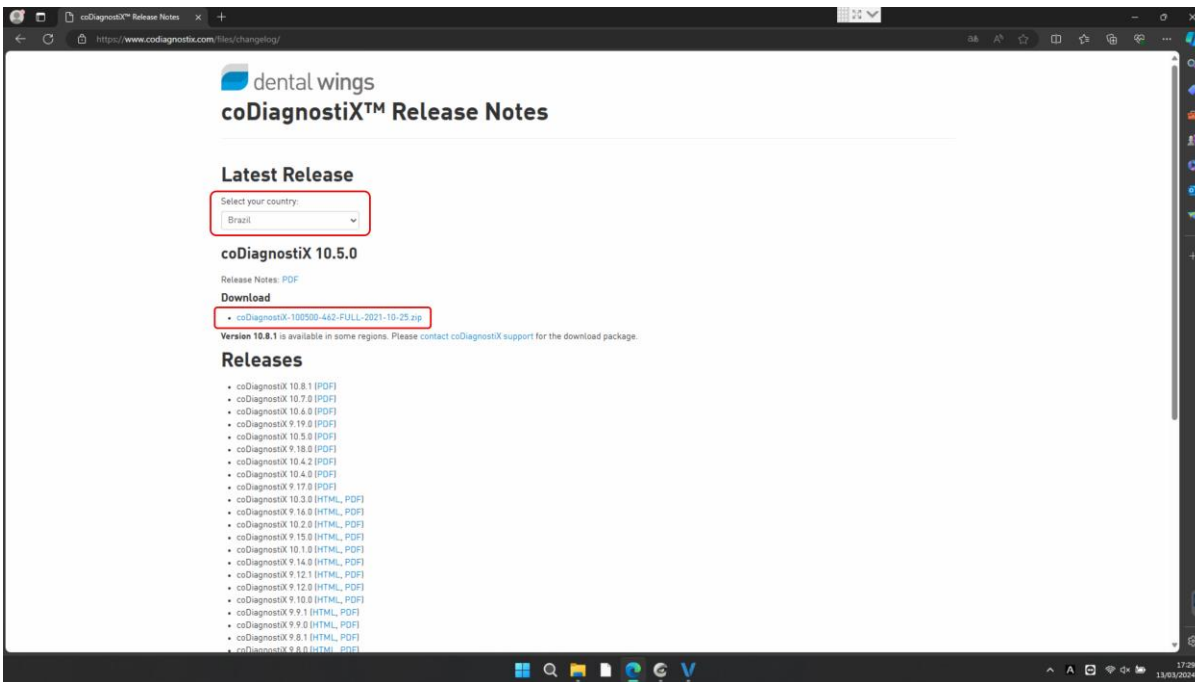 coDiagnostiX™ Release Notes
https://www.codiagnostix.com/files/changelog/
dental wings
coDiagnostiX™ Release Notes
Latest Release
Select your country:
Brazil
coDiagnostiX 10.5.0
Release Notes: PDF
Download
• coDiagnostiX-100500-462-FULL-2021-10-25.zip
Version 10.8.1 is available in some regions. Please contact coDiagnostiX support for the download package.
Releases
• coDiagnostiX 10.8.1 [PDF]
• coDiagnostiX 10.7.0 [PDF]
• coDiagnostiX 10.6.0 [PDF]
• coDiagnostiX 9.19.0 [PDF]
• coDiagnostiX 10.5.0 [PDF]
• coDiagnostiX 9.18.0 [PDF]
• coDiagnostiX 10.4.2 [PDF]
• coDiagnostiX 10.4.0 [PDF]
• coDiagnostiX 9.17.0 [PDF]
• coDiagnostiX 10.3.0 [HTML, PDF]
• coDiagnostiX 9.16.0 [HTML, PDF]
• coDiagnostiX 10.2.0 [HTML, PDF]
• coDiagnostiX 9.15.0 [HTML, PDF]
• coDiagnostiX 10.1.0 [HTML, PDF]
• coDiagnostiX 9.14.0 [HTML, PDF]
• coDiagnostiX 9.12.1 [HTML, PDF]
• coDiagnostiX 9.12.0 [HTML, PDF]
• coDiagnostiX 9.10.0 [HTML, PDF]
• coDiagnostiX 9.9.1 [HTML, PDF]
• coDiagnostiX 9.9.0 [HTML, PDF]
• coDiagnostiX 9.8.1 [HTML, PDF]
• coDiagnostiX 9.8.0 [HTML, PDF]
17:29
13/03/2024